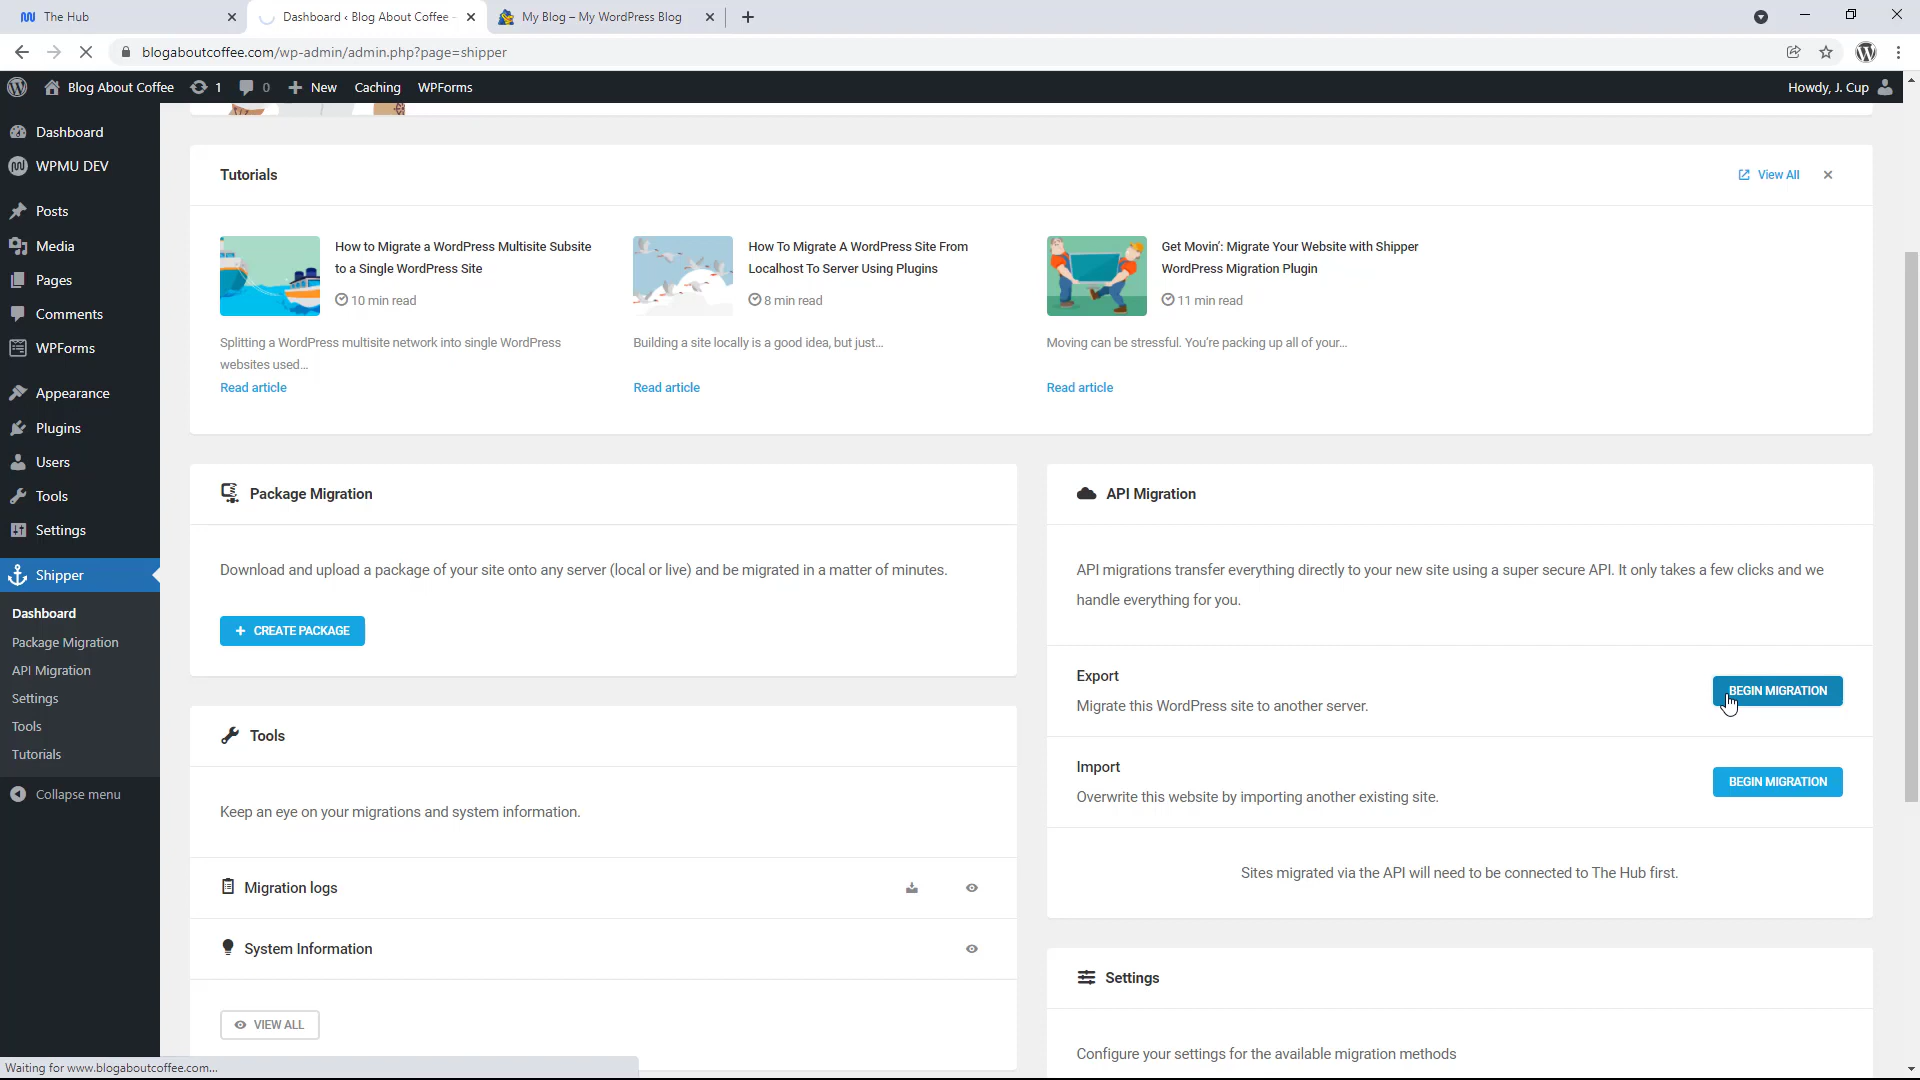 The Hub
Dashboard ‹ Blog About Coffee -
My Blog – My WordPress Blog
blogaboutcoffee.com/wp-admin/admin.php?page=shipper
Blog About Coffee
1
0
New
Caching
WPForms
Howdy, J. Cup
Dashboard
WPMU DEV
Posts
Media
Pages
Comments
WPForms
Appearance
Plugins
Users
Tools
Settings
Shipper
Dashboard
Package Migration
API Migration
Settings
Tools
Tutorials
Collapse menu
Tutorials
View All
How to Migrate a WordPress Multisite Subsite
to a Single WordPress Site
10 min read
Splitting a WordPress multisite network into single WordPress
websites used...
Read article
How To Migrate A WordPress Site From
Localhost To Server Using Plugins
8 min read
Building a site locally is a good idea, but just...
Read article
Get Movin’: Migrate Your Website with Shipper
WordPress Migration Plugin
11 min read
Moving can be stressful. You’re packing up all of your...
Read article
Package Migration
Download and upload a package of your site onto any server (local or live) and be migrated in a matter of minutes.
+ CREATE PACKAGE
API Migration
API migrations transfer everything directly to your new site using a super secure API. It only takes a few clicks and we
handle everything for you.
Export
Migrate this WordPress site to another server.
BEGIN MIGRATION
Import
Overwrite this website by importing another existing site.
BEGIN MIGRATION
Sites migrated via the API will need to be connected to The Hub first.
Tools
Keep an eye on your migrations and system information.
Migration logs
System Information
VIEW ALL
Settings
Configure your settings for the available migration methods
Waiting for www.blogaboutcoffee.com...